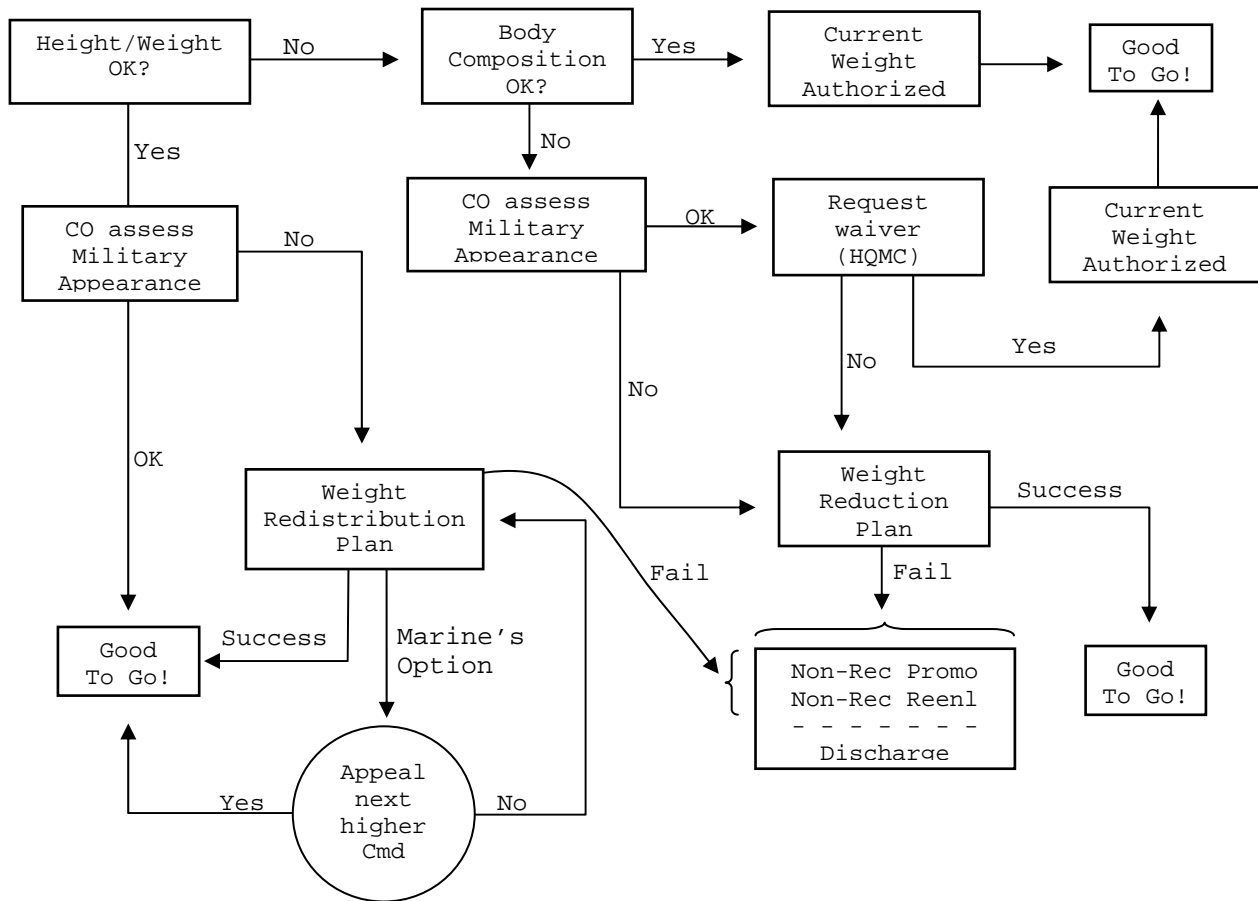 Height/Weight
OK?
No
Body
Composition
OK?
Yes
Current
Weight
Authorized
Good
To Go!
Yes
No
CO assess
Military
Appearance
No
CO assess
Military
Appearance
OK
Request
waiver
(HQMC)
Current
Weight
Authorized
No
Yes
No
OK
Weight
Redistribution
Plan
Weight
Reduction
Plan
Success
Fail
Fail
Success
Marine's
Option
Good
To Go!
Non-Rec Promo
Non-Rec Reenl
- - - - - - -
Discharge
Good
To Go!
Appeal
next
higher
Cmd
Yes
No